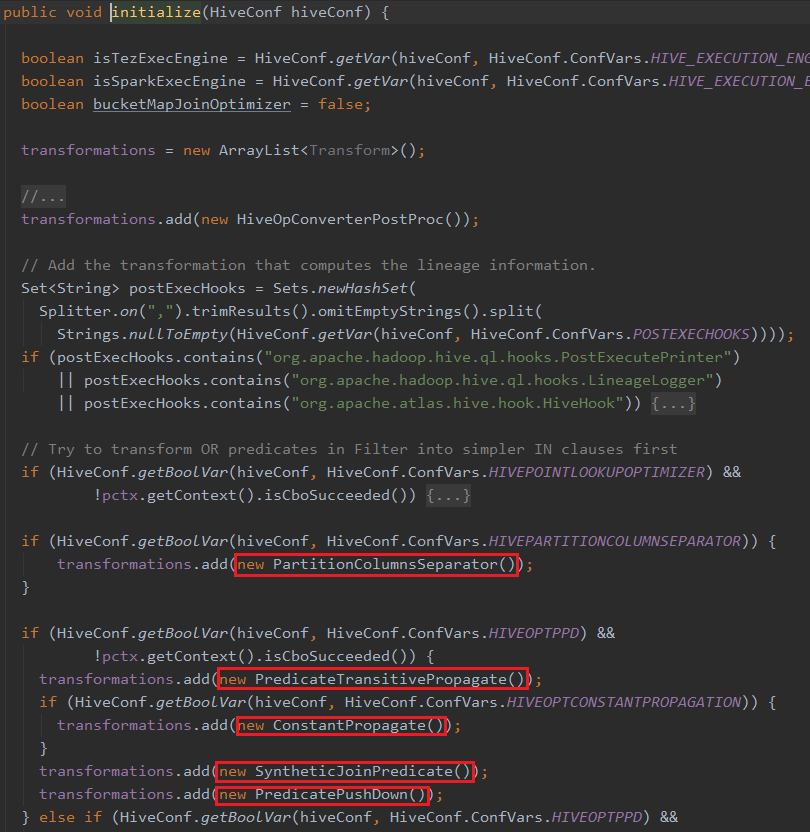 public void initialize(HiveConf hiveConf) {
boolean isTezExecEngine = HiveConf.getVar(hiveConf, HiveConf.ConfVars.HIVE_EXECUTION_ENG
boolean isSparkExecEngine = HiveConf.getVar(hiveConf, HiveConf.ConfVars.HIVE_EXECUTION_E
boolean bucketMapJoinOptimizer = false;
transformations = new ArrayList<Transform>();
//...
transformations.add(new HiveOpConverterPostProc());
// Add the transformation that computes the lineage information.
Set<String> postExecHooks = Sets.newHashSet(
Splitter.on(",").trimResults().omitEmptyStrings().split(
Strings.nullToEmpty(HiveConf.getVar(hiveConf, HiveConf.ConfVars.POSTEXECHOOKS))));
if (postExecHooks.contains("org.apache.hadoop.hive.ql.hooks.PostExecutePrinter")
|| postExecHooks.contains("org.apache.hadoop.hive.ql.hooks.LineageLogger")
|| postExecHooks.contains("org.apache.atlas.hive.hook.HiveHook")) {...}
// Try to transform OR predicates in Filter into simpler IN clauses first
if (HiveConf.getBoolVar(hiveConf, HiveConf.ConfVars.HIVEPOINTLOOKUPOPTIMIZER) &&
!pctx.getContext().isCboSucceeded()) {...}
if (HiveConf.getBoolVar(hiveConf, HiveConf.ConfVars.HIVEPARTITIONCOLUMNSEPARATOR)) {
transformations.add(new PartitionColumnsSeparator());
}
if (HiveConf.getBoolVar(hiveConf, HiveConf.ConfVars.HIVEOPTPPD) &&
!pctx.getContext().isCboSucceeded()) {
transformations.add(new PredicateTransitivePropagate());
if (HiveConf.getBoolVar(hiveConf, HiveConf.ConfVars.HIVEOPTCONSTANTPROPAGATION)) {
transformations.add(new ConstantPropagate());
}
transformations.add(new SyntheticJoinPredicate());
transformations.add(new PredicatePushDown());
} else if (HiveConf.getBoolVar(hiveConf, HiveConf.ConfVars.HIVEOPTPPD) &&